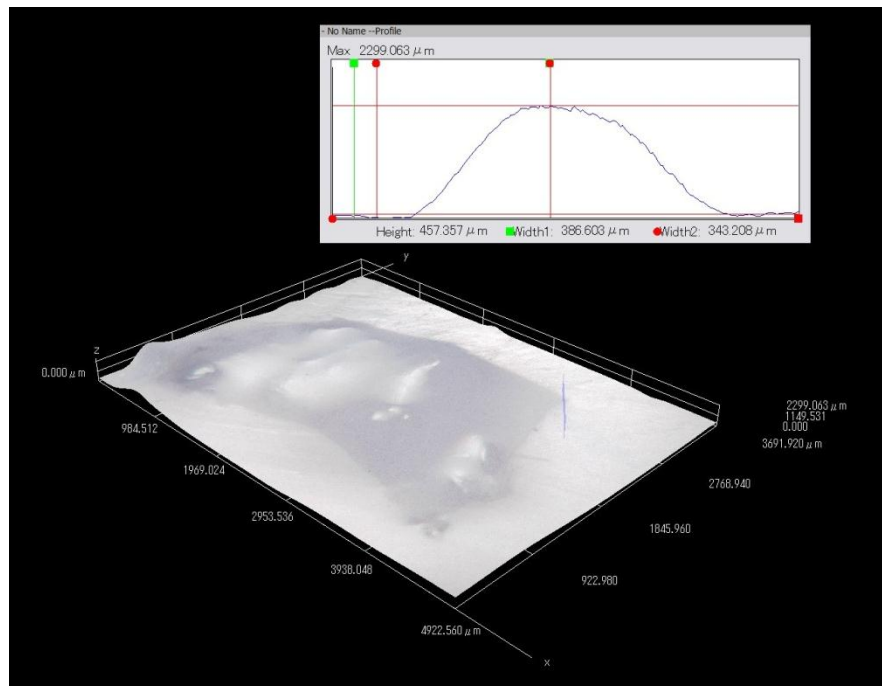 - No Name --Profile
Max 2299.063 μm
Height: 457.357 μm Width1: 386.603 μm Width2: 343.208 μm
y
z
0.000 μm
984.512
1969.024
2953.536
3938.048
4922.560 μm
x
922.980
1845.960
2768.940
3691.920 μm
0.000
1149.531
2299.063 μm